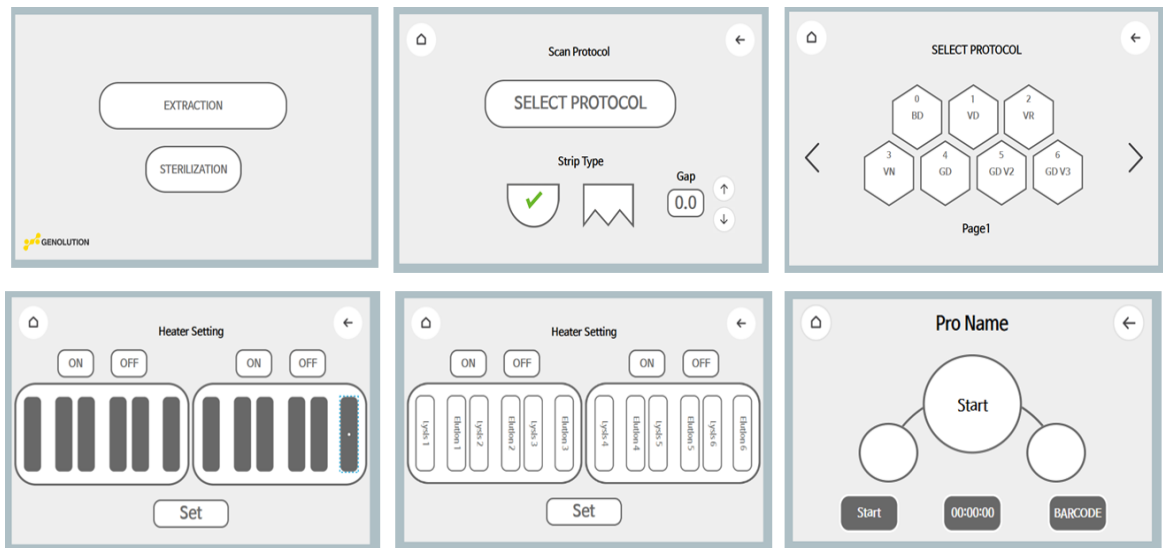 EXTRACTION
STERILIZATION
GENOLUTION
Scan Protocol
SELECT PROTOCOL
Strip Type
Gap
0.0
SELECT PROTOCOL
0
BD
1
VD
2
VR
3
VN
4
GD
5
GD V2
6
GD V3
Page1
Heater Setting
ON OFF ON OFF
Set
Heater Setting
ON OFF ON OFF
Lysis 1
Elution 1
Lysis 2
Elution 2
Lysis 3
Elution 3
Lysis 4
Elution 4
Lysis 5
Elution 5
Lysis 6
Elution 6
Set
Pro Name
Start
Start 00:00:00 BARCODE